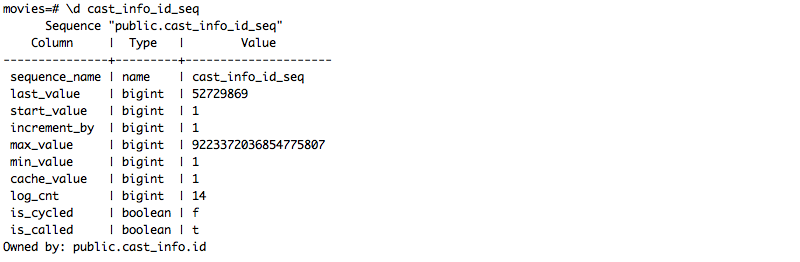 movies=# \d cast_info_id_seq
      Sequence "public.cast_info_id_seq"
    Column     |  Type   |        Value
---------------+---------+---------------------
 sequence_name | name    | cast_info_id_seq
 last_value    | bigint  | 52729869
 start_value   | bigint  | 1
 increment_by  | bigint  | 1
 max_value     | bigint  | 9223372036854775807
 min_value     | bigint  | 1
 cache_value   | bigint  | 1
 log_cnt       | bigint  | 14
 is_cycled     | boolean | f
 is_called     | boolean | t
Owned by: public.cast_info.id